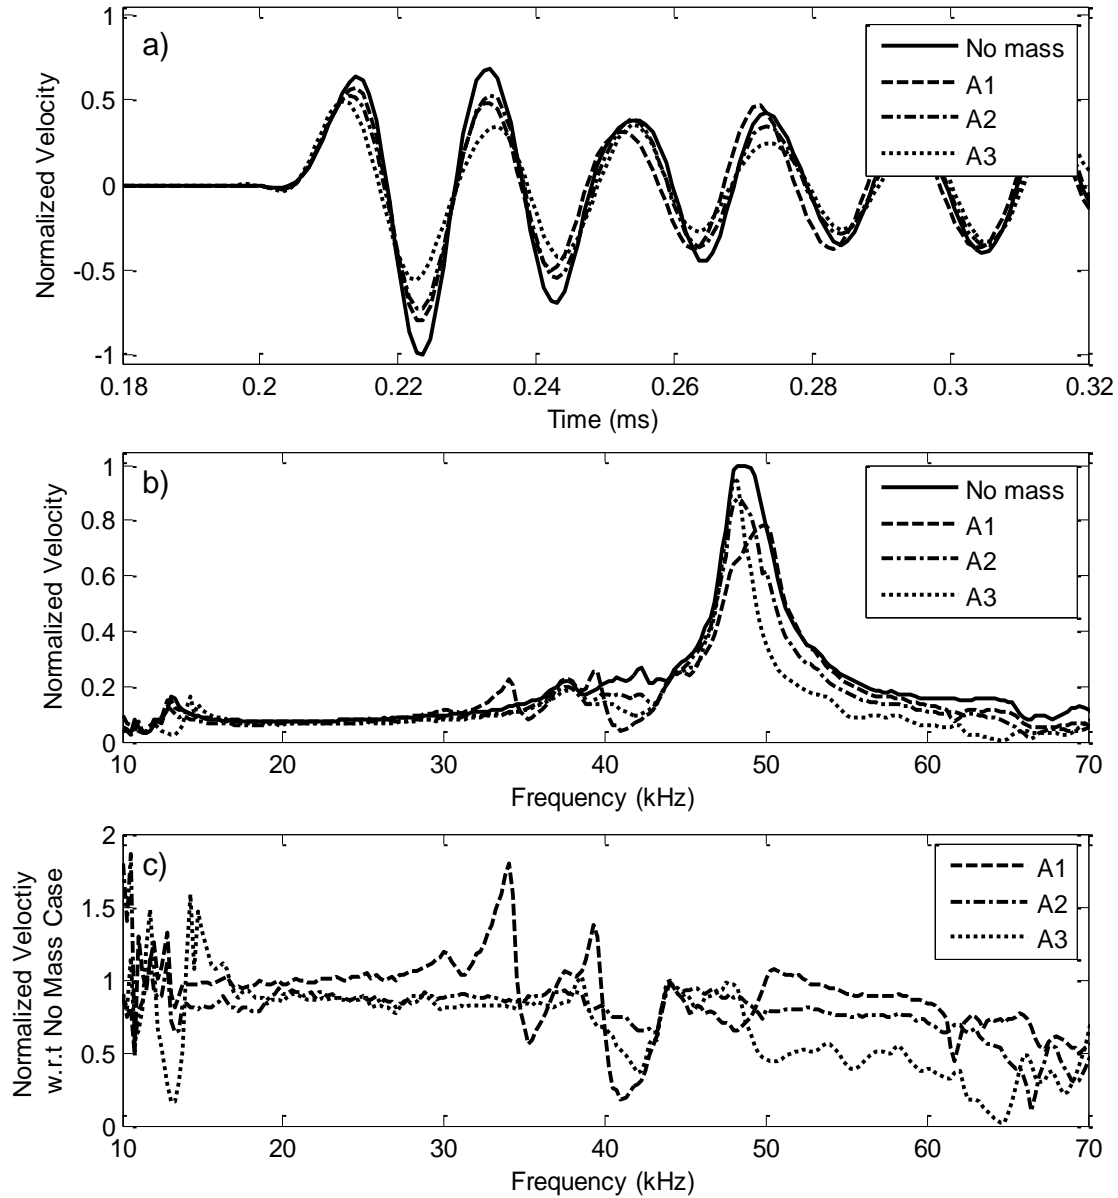 a)
1
0.5
0
-0.5
-1
Normalized Velocity
No mass
A1
A2
A3
0.18 0.2 0.22 0.24 0.26 0.28 0.3 0.32
Time (ms)
b)
1
0.8
0.6
0.4
0.2
0
Normalized Velocity
No mass
A1
A2
A3
10 20 30 40 50 60 70
Frequency (kHz)
c)
2
1.5
1
0.5
0
Normalized Veloctiy
w.r.t No Mass Case
A1
A2
A3
10 20 30 40 50 60 70
Frequency (kHz)